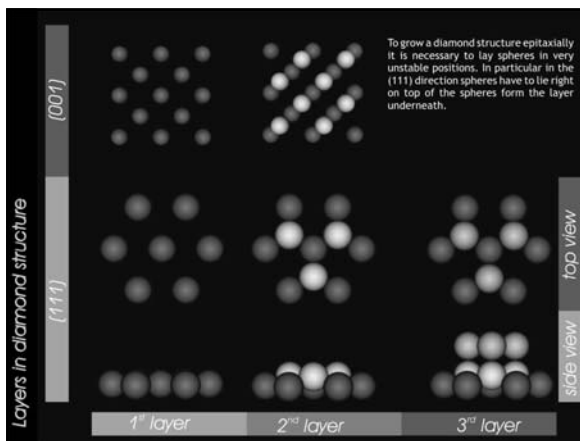 To grow a diamond structure epitaxially
it is necessary to lay spheres in very
unstable positions. In particular in the
(111) direction spheres have to lie right
on top of the spheres form the layer
underneath.
Layers in diamond structure
(001)
(111)
top view
side view
1st layer
2nd layer
3rd layer